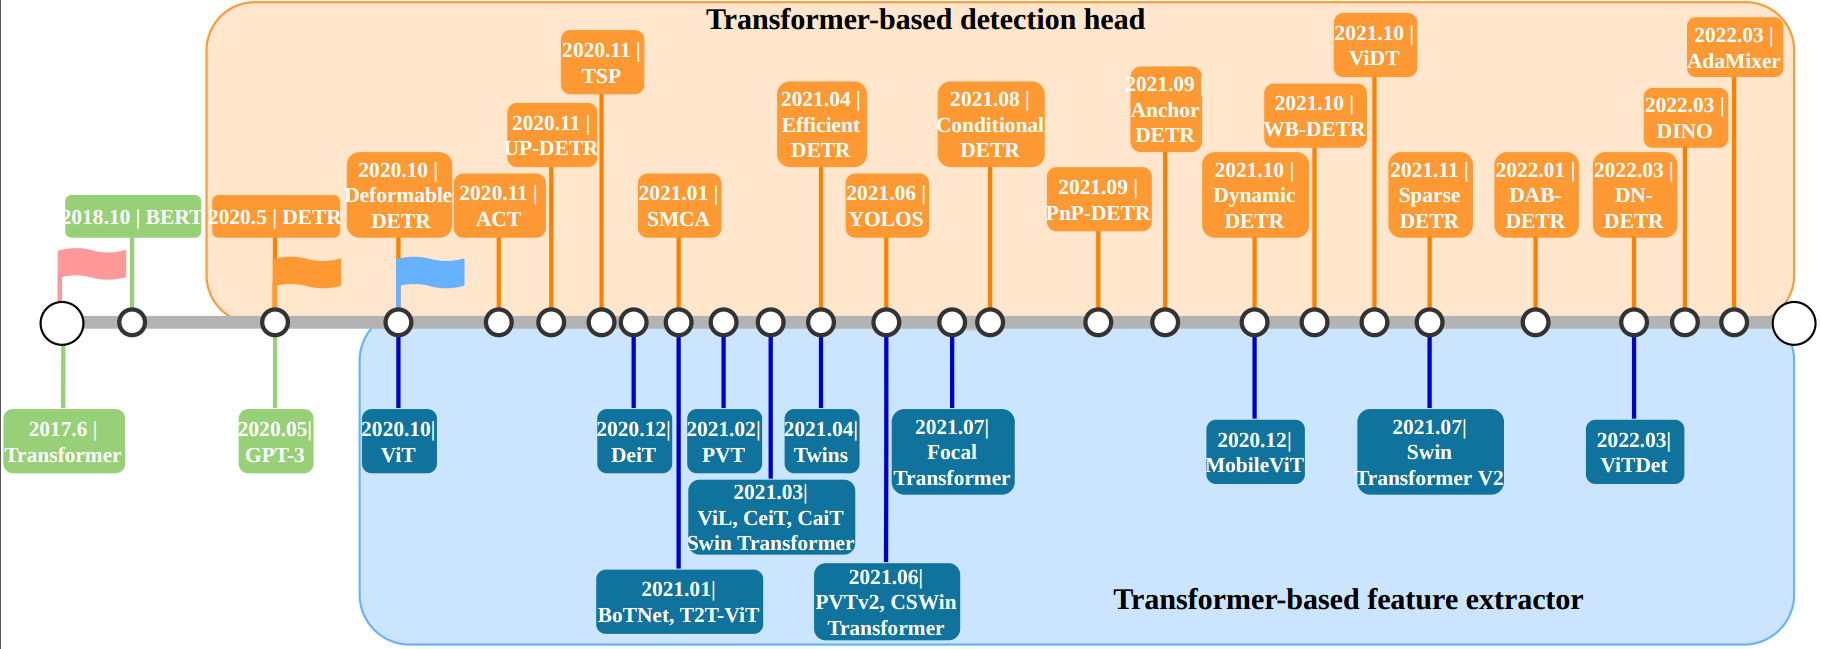 Transformer-based detection head
2018.10 | BERT
2020.5 | DETR
2020.10 |
Deformable
DETR
2020.11 |
ACT
2020.11 |
UP-DETR
2020.11 |
TSP
2021.01 |
SMCA
2021.04 |
Efficient
DETR
2021.06 |
YOLOS
2021.08 |
Conditional
DETR
2021.09 |
PnP-DETR
2021.09 |
Anchor
DETR
2021.10 |
Dynamic
DETR
2021.10 |
WB-DETR
2021.10 |
ViDT
2021.11 |
Sparse
DETR
2022.01 |
DAB-
DETR
2022.03 |
DN-
DETR
2022.03 |
DINO
2022.03 |
AdaMixer
2017.6 |
Transformer
2020.05|
GPT-3
2020.10|
ViT
2020.12|
DeiT
2021.01|
BoTNet, T2T-ViT
2021.02|
PVT
2021.03|
ViL, CeiT, CaiT
Swin Transformer
2021.04|
Twins
2021.06|
PVTv2, CSWin
Transformer
2021.07|
Focal
Transformer
2020.12|
MobileViT
2021.07|
Swin
Transformer V2
2022.03|
ViTDet
Transformer-based feature extractor